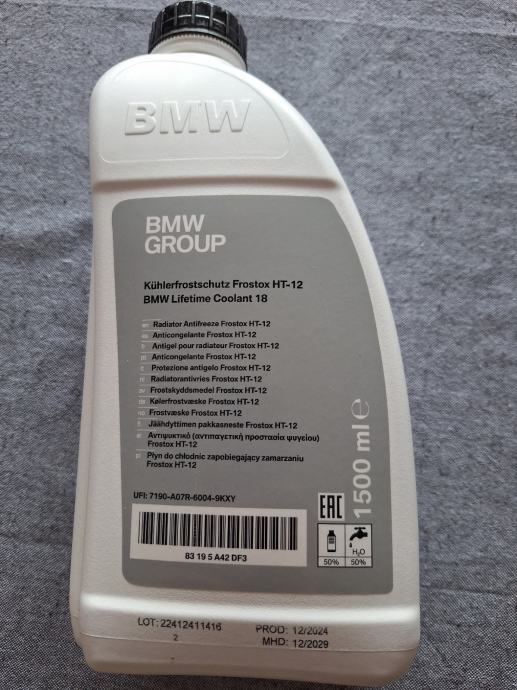 BMW
BMW
GROUP
Kühlerfrostschutz Frostox HT-12
BMW Lifetime Coolant 18
Radiator Antifreeze Frostox HT-12
Anticongelante Frostox HT-12
Antigel pour radiateur Frostox HT-12
Anticongelante Frostox HT-12
Protezione antigelo Frostox HT-12
Radiatorantivries Frostox HT-12
Frostskyddsmedel Frostox HT-12
Kølerfrostvæske Frostox HT-12
Frostvæske Frostox HT-12
Jäähdyttimen pakkasneste Frostox HT-12
Αντιψυκτικό (αντιπαγετική προστασία ψυγείου)
Frostox HT-12
Płyn do chłodnic zapobiegający zamarzaniu
Frostox HT-12
1500 ml e
UFI: 7190-A07R-6004-9KXY
EAC
H₂O
50% 50%
83 19 5 A42 DF3
LOT: 22412411416
2
PROD: 12/2024
MHD: 12/2029